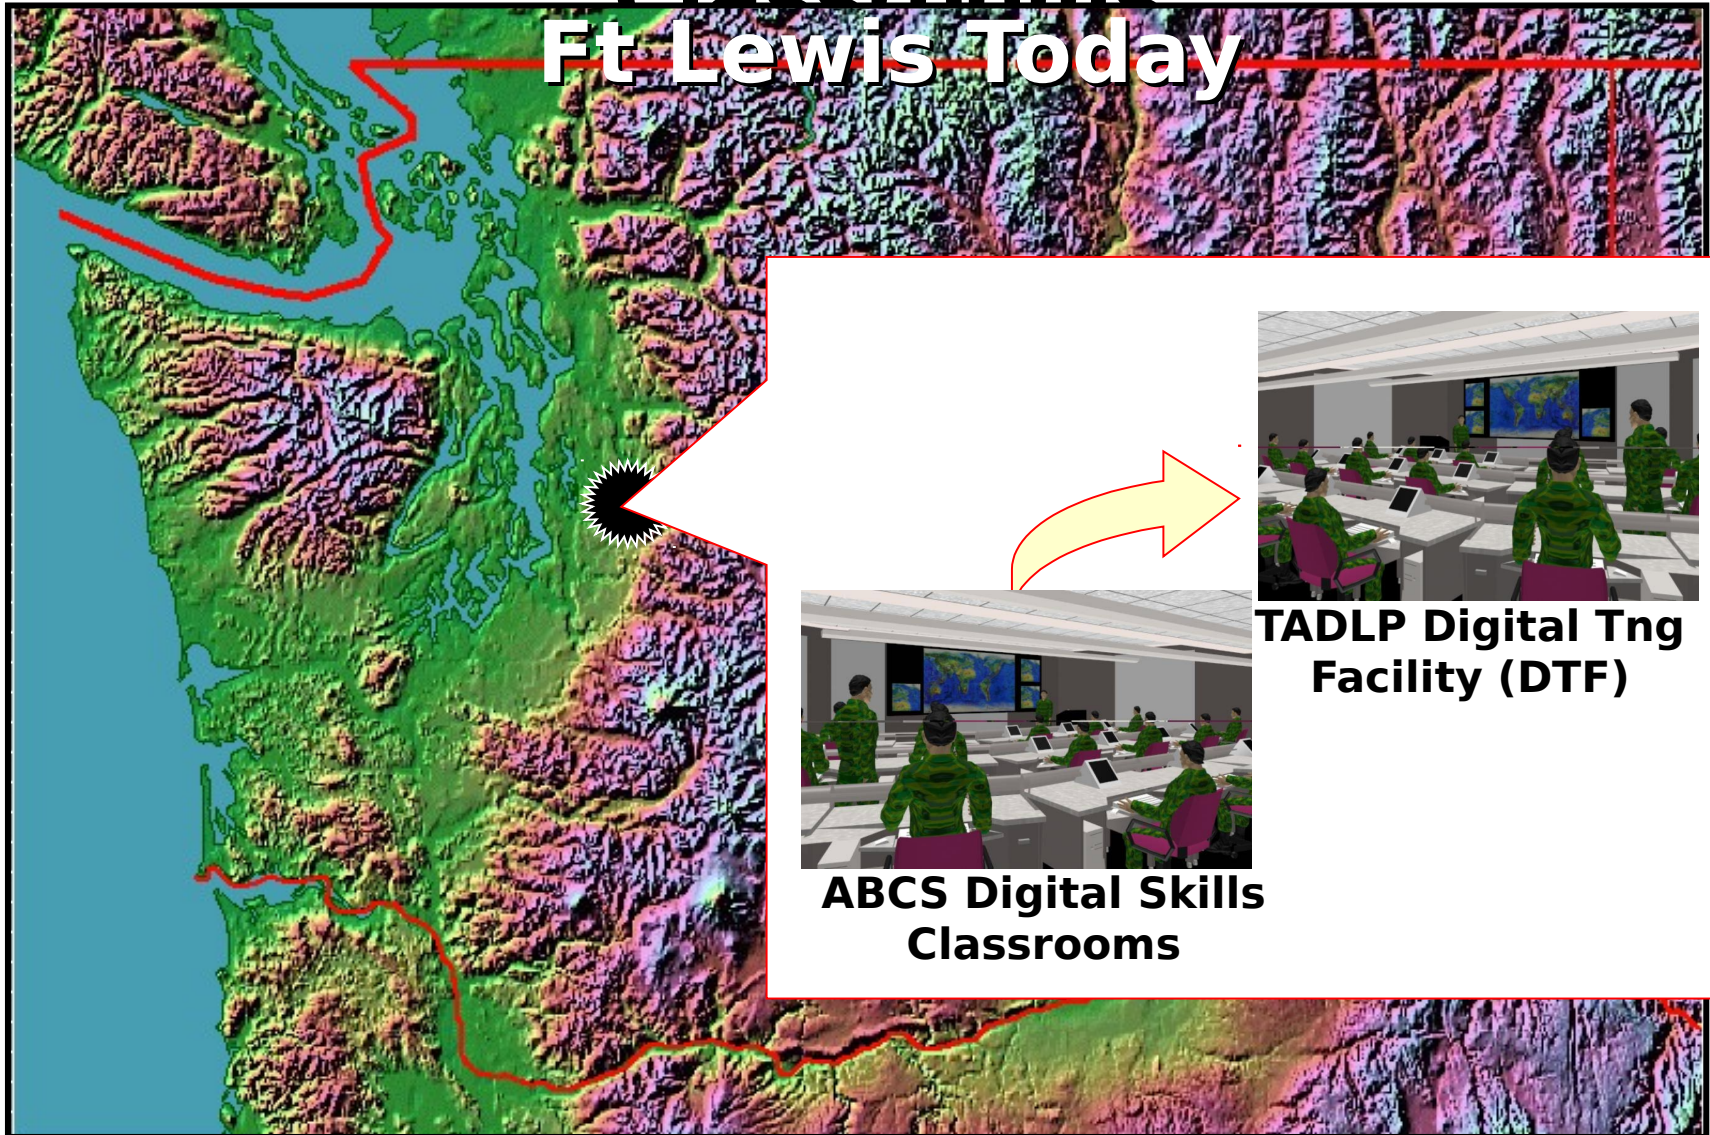 Ft Lewis Today
TADLP Digital Tng
Facility (DTF)
ABCS Digital Skills
Classrooms